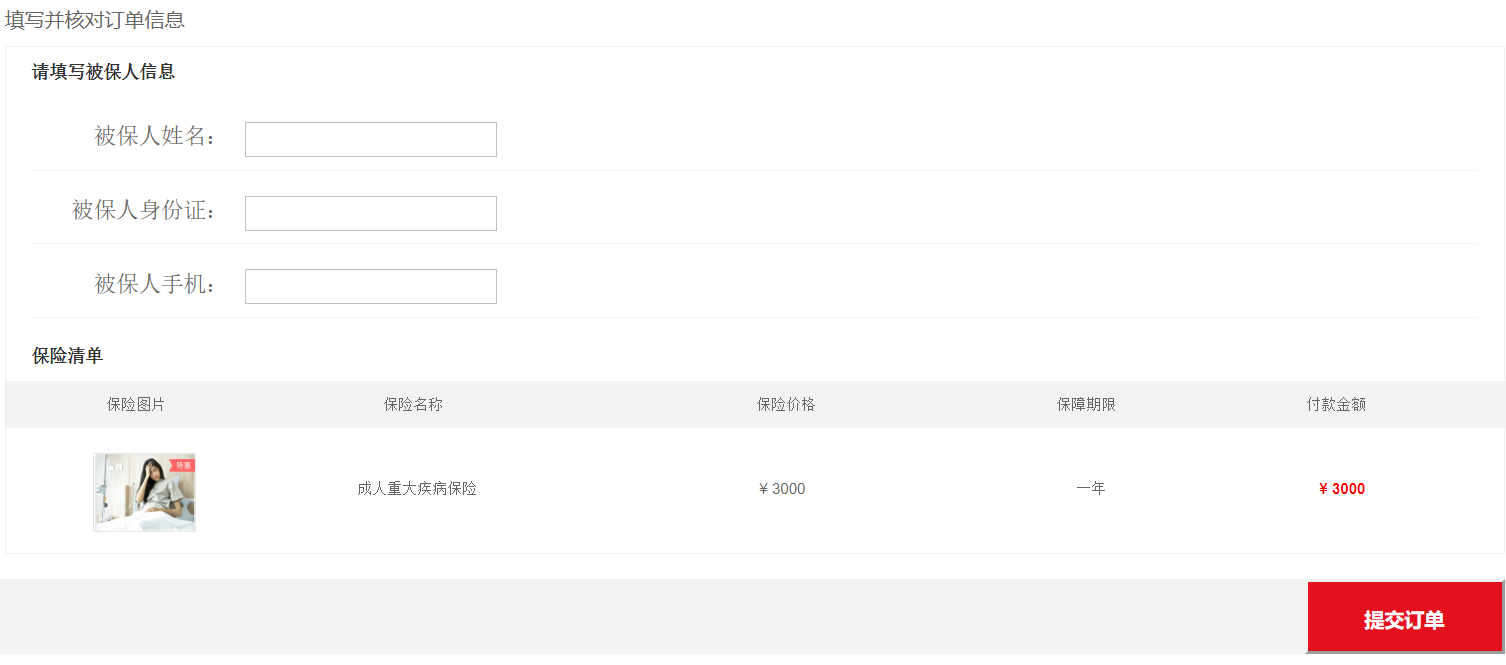 填写并核对订单信息
请填写被保人信息
被保人姓名：
被保人身份证：
被保人手机：
保险清单
保险图片 保险名称 保险价格 保障期限 付款金额
特惠
成人重大疾病保险 ¥ 3000 一年 ¥ 3000
提交订单